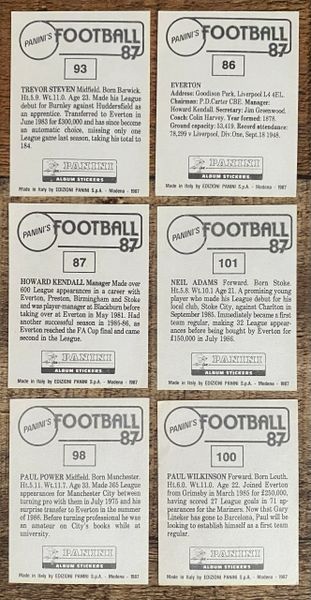 PANINI'S FOOTBALL 87
93
TREVOR STEVEN Midfield. Born Berwick.
Ht.5.9. Wt.11.0. Age 23. Made his League
debut for Burnley against Huddersfield as
an apprentice. Transferred to Everton in
June 1983 for £300,000 and has since become
an automatic choice, missing only one
League game last season, taking his total to
184.
PANINI
ALBUM STICKERS
Made in Italy by EDIZIONI PANINI S.p.A. - Modena - 1987
PANINI'S FOOTBALL 87
86
EVERTON
Address: Goodison Park, Liverpool L4 4EL.
Chairman: P.D.Carter CBE. Manager:
Howard Kendall. Secretary: Jim Greenwood.
Coach: Colin Harvey. Year formed: 1878.
Ground capacity: 53,419. Record attendance:
78,299 v Liverpool, Div.One, Sept.18 1948.
PANINI
ALBUM STICKERS
Made in Italy by EDIZIONI PANINI S.p.A. - Modena - 1987
PANINI'S FOOTBALL 87
87
HOWARD KENDALL Manager Made over
600 League appearances in a career with
Everton, Preston, Birmingham and Stoke
and was player-manager at Blackburn before
taking over at Everton in May 1981. Had
another successful season in 1985-86, as
Everton reached the FA Cup final and came
second in the League.
PANINI
ALBUM STICKERS
Made in Italy by EDIZIONI PANINI S.p.A. - Modena - 1987
PANINI'S FOOTBALL 87
101
NEIL ADAMS Forward. Born Stoke.
Ht.5.8. Wt.10.1 Age 21. A promising young
player who made his League debut for his
local club, Stoke City, against Charlton in
September 1985. Immediately became a first
team regular, making 32 League appearances
before being bought by Everton for
£150,000 in July 1986.
PANINI
ALBUM STICKERS
Made in Italy by EDIZIONI PANINI S.p.A. - Modena - 1987
PANINI'S FOOTBALL 87
98
PAUL POWER Midfield. Born Manchester.
Ht.5.11. Wt.11.7. Age 33. Made 365 League
appearances for Manchester City between
turning pro with them in July 1975 and his
surprise transfer to Everton in the summer
of 1986. Before turning professional he was
an amateur on City's books while at
university.
PANINI
ALBUM STICKERS
Made in Italy by EDIZIONI PANINI S.p.A. - Modena - 1987
PANINI'S FOOTBALL 87
100
PAUL WILKINSON Forward. Born Louth.
Ht.6.0. Wt.11.0. Age 22. Joined Everton
from Grimsby in March 1985 for £250,000,
having scored 27 League goals in 71
appearances for the Mariners. Now that Gary
Lineker has gone to Barcelona, Paul will be
looking to establish himself as a first team
regular.
PANINI
ALBUM STICKERS
Made in Italy by EDIZIONI PANINI S.p.A. - Modena - 1987